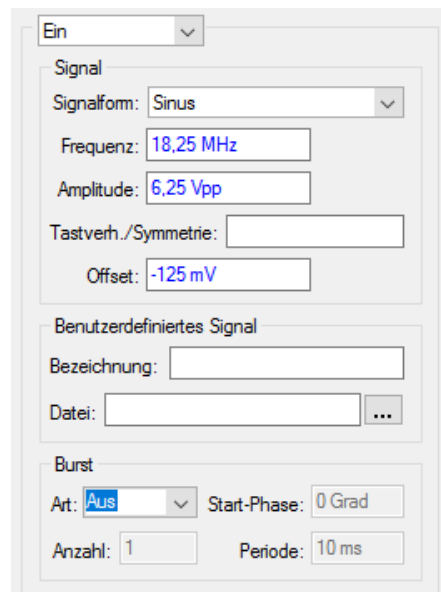 Ein
Signal
Signalform: Sinus
Frequenz: 18,25 MHz
Amplitude: 6,25 Vpp
Tastverh./Symmetrie:
Offset: -125 mV
Benutzerdefiniertes Signal
Bezeichnung:
Datei: ...
Burst
Art: Aus Start-Phase: 0 Grad
Anzahl: 1 Periode: 10 ms